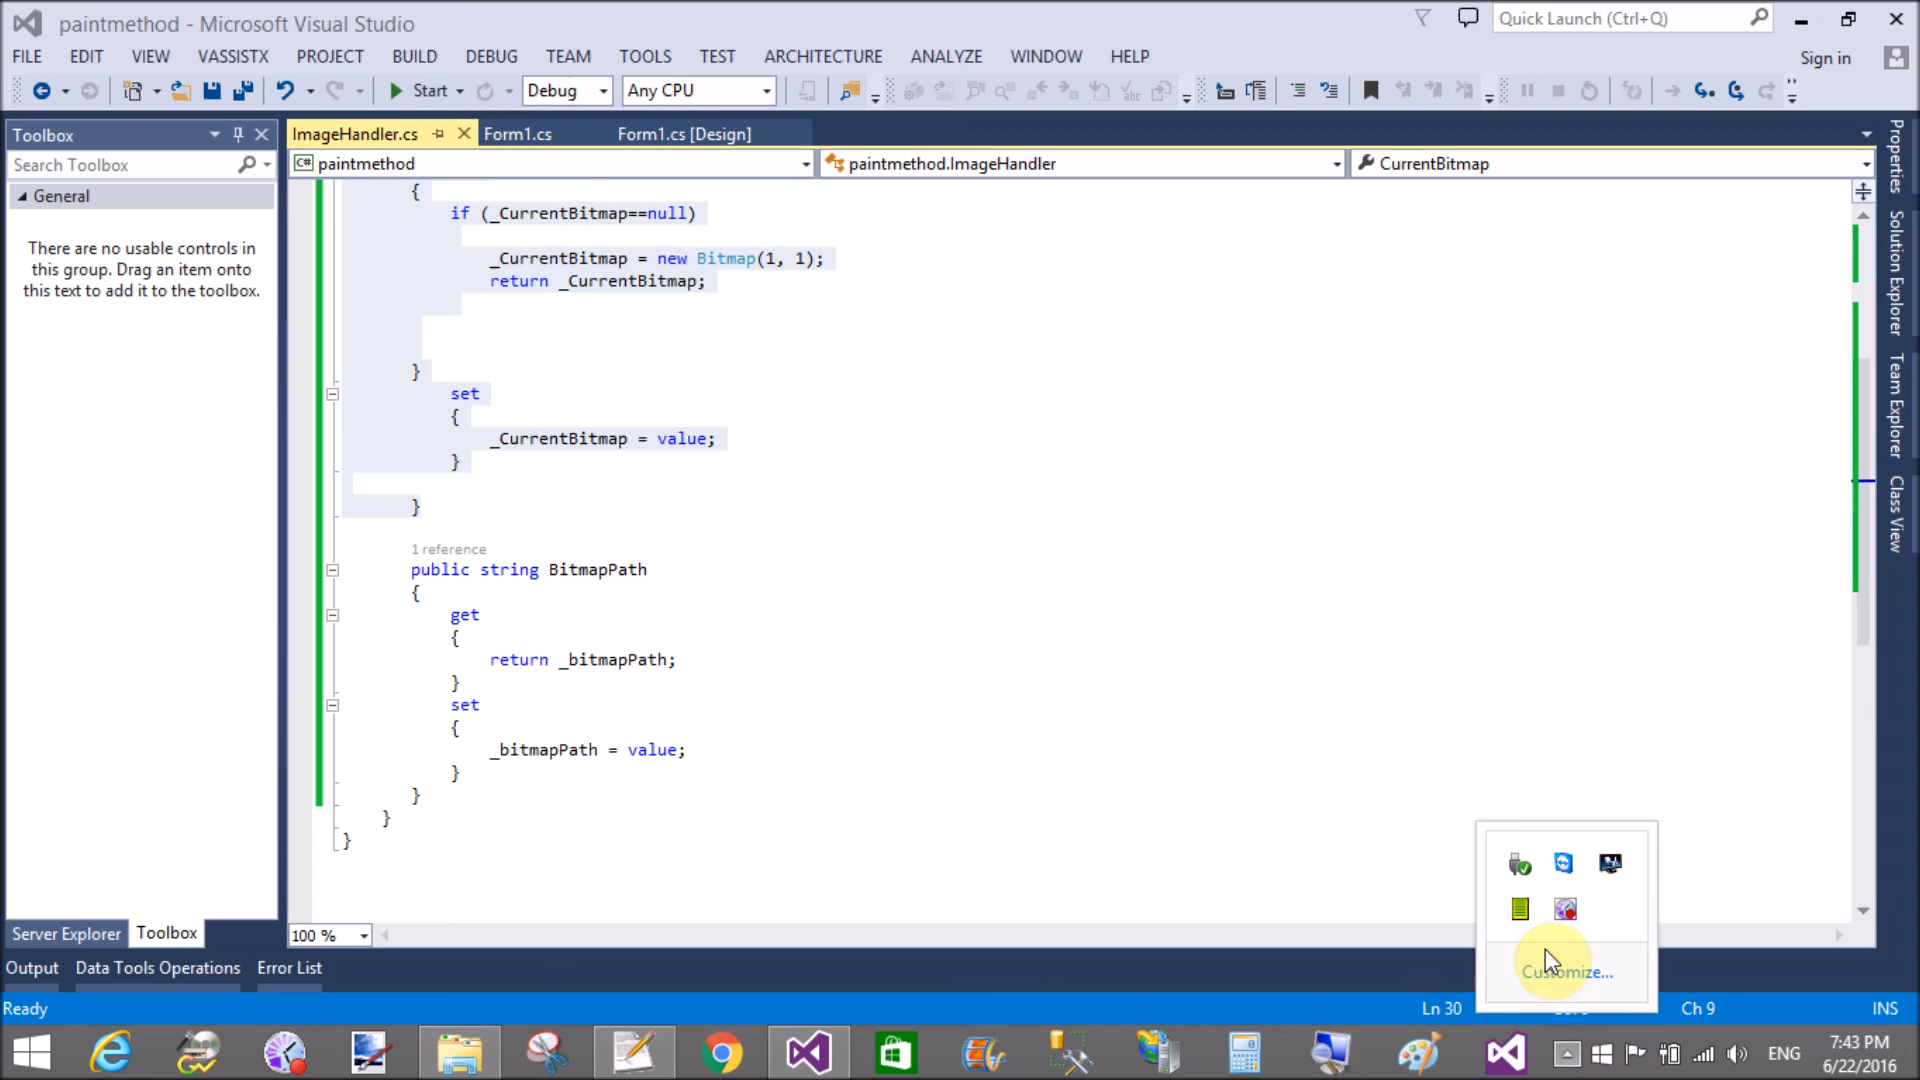 paintmethod - Microsoft Visual Studio
Quick Launch (Ctrl+Q)
FILE EDIT VIEW VASSISTX PROJECT BUILD DEBUG TEAM TOOLS TEST ARCHITECTURE ANALYZE WINDOW HELP
Sign in
Start Debug Any CPU
Toolbox
ImageHandler.cs Form1.cs Form1.cs [Design]
Search Toolbox
C# paintmethod
paintmethod.ImageHandler
CurrentBitmap
General
There are no usable controls in
this group. Drag an item onto
this text to add it to the toolbox.
{
if (_CurrentBitmap==null)
_CurrentBitmap = new Bitmap(1, 1);
return _CurrentBitmap;
}
set
{
_CurrentBitmap = value;
}
}
1 reference
public string BitmapPath
{
get
{
return _bitmapPath;
}
set
{
_bitmapPath = value;
}
}
}
}
Properties
Solution Explorer
Team Explorer
Class View
Customize...
100 %
Server Explorer Toolbox
Output Data Tools Operations Error List
Ready
Ln 30
Ch 9
INS
ENG
7:43 PM
6/22/2016